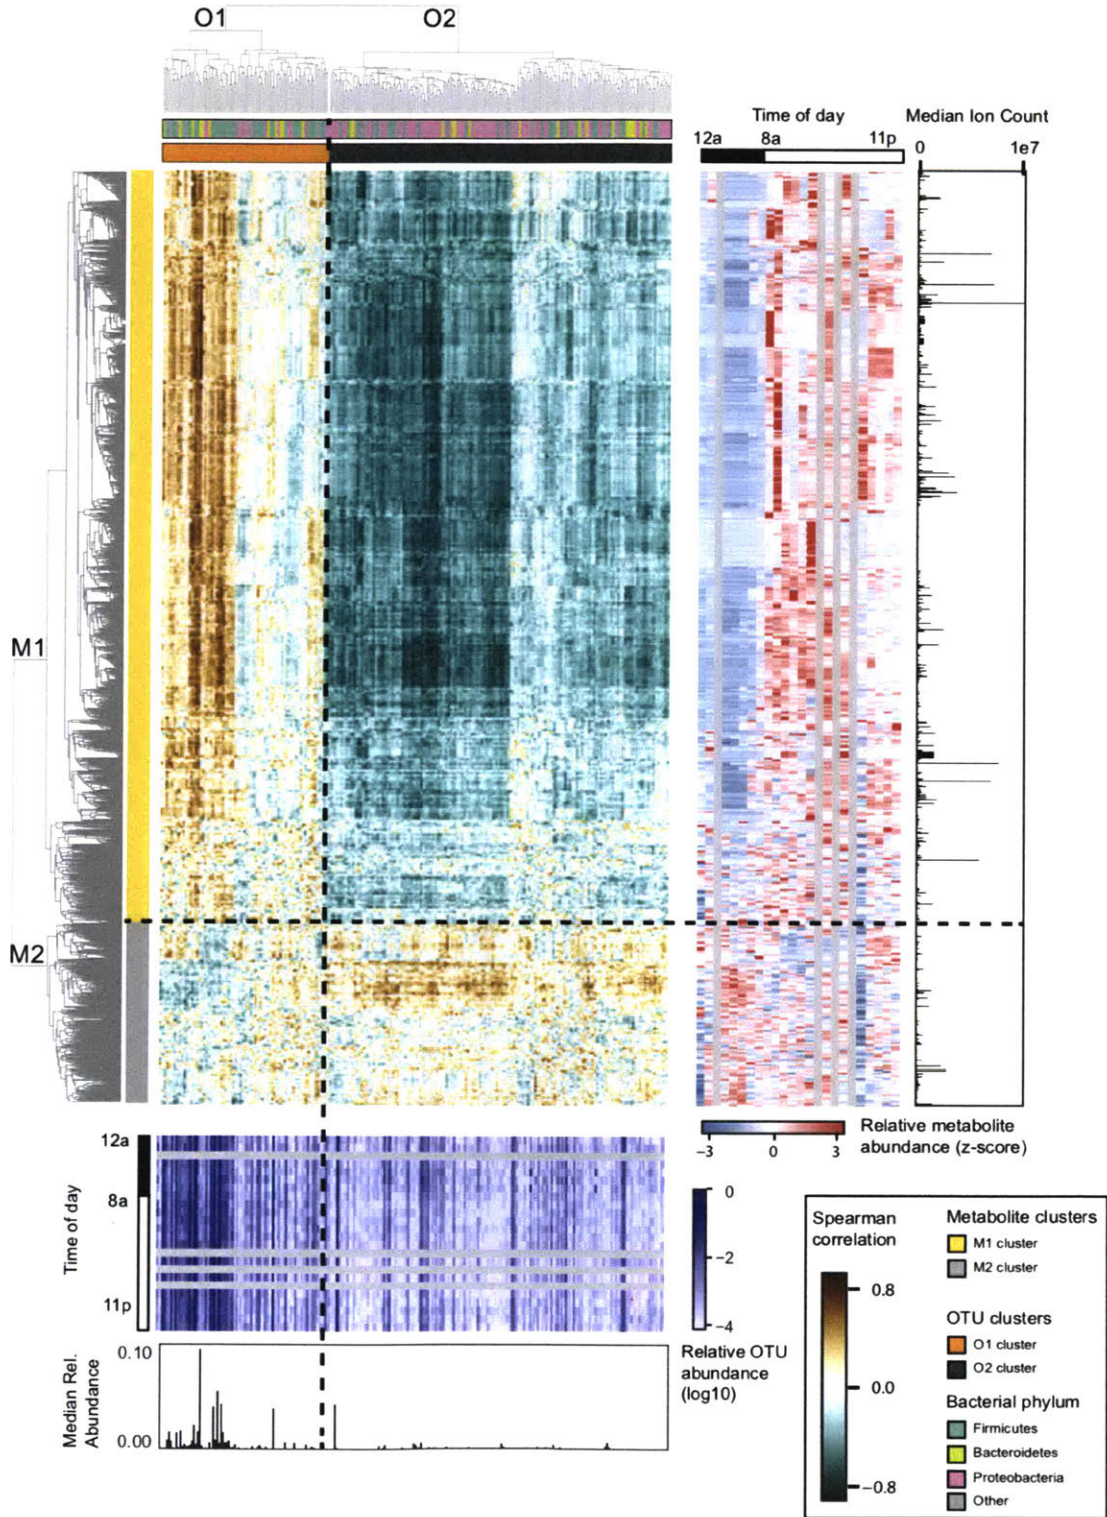 O1
O2
Time of day
Median Ion Count
12a
8a
11p
0
1e7
M1
M2
12a
8a
11p
Time of day
−3
0
3
Relative metabolite
abundance (z-score)
0
−2
−4
Relative OTU
abundance
(log10)
0.10
0.00
Median Rel.
Abundance
Spearman
correlation
0.8
0.0
−0.8
Metabolite clusters
M1 cluster
M2 cluster
OTU clusters
O1 cluster
O2 cluster
Bacterial phylum
Firmicutes
Bacteroidetes
Proteobacteria
Other